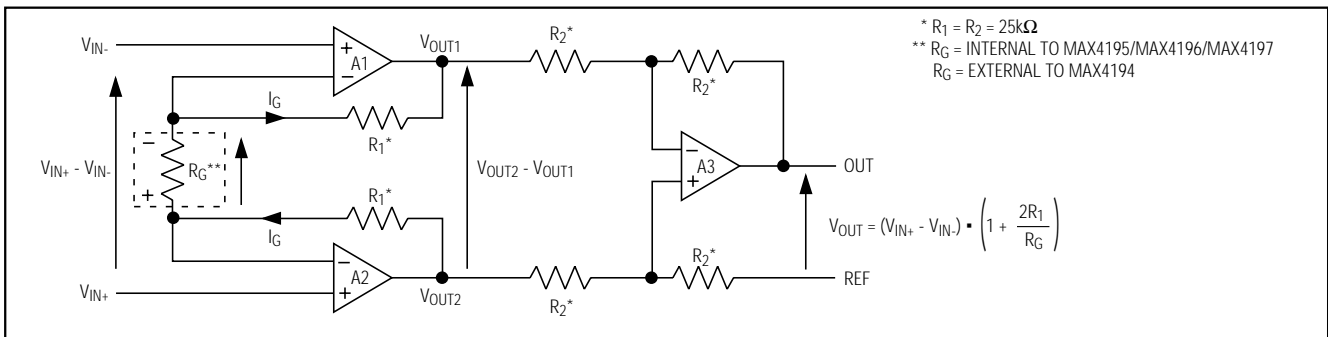 * R1 = R2 = 25kΩ
** RG = INTERNAL TO MAX4195/MAX4196/MAX4197
RG = EXTERNAL TO MAX4194
VIN-
+
A1
−
VOUT1
R2*
R2*
IG
R1*
VIN+ - VIN-
−
RG**
+
VOUT2 - VOUT1
−
A3
+
OUT
R1*
IG
VOUT = (VIN+ - VIN-) ▪ (1 + 2R1/RG)
−
A2
+
R2*
REF
VIN+
VOUT2
R2*